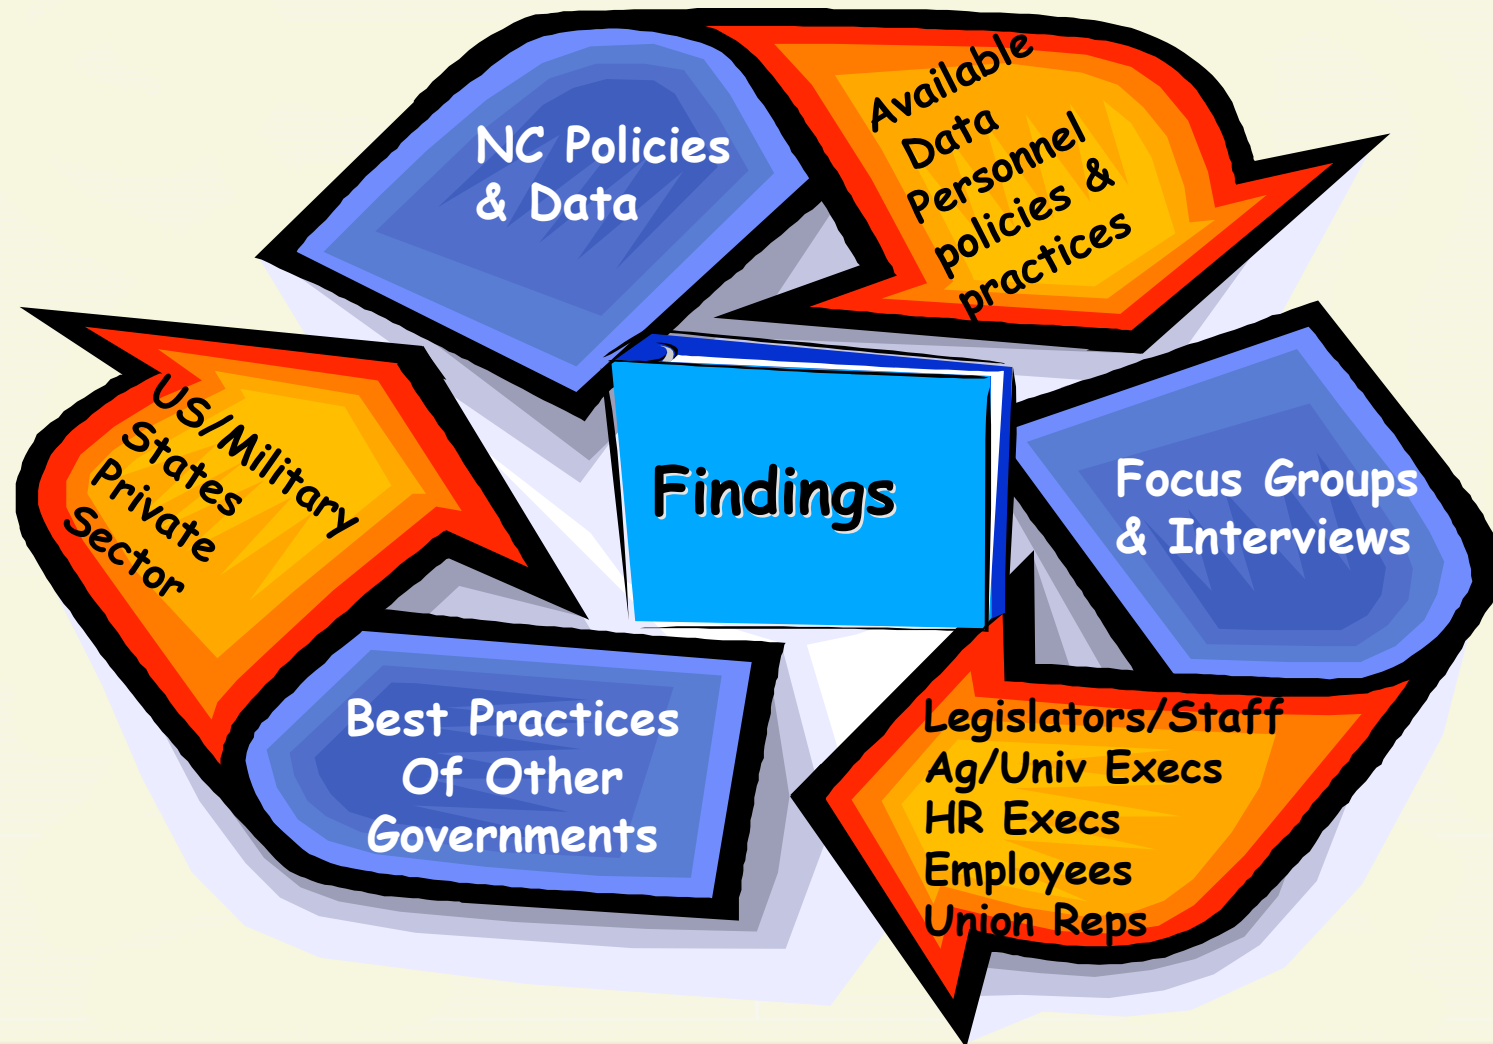 NC Policies
& Data
Available
Data
Personnel
policies &
practices
US/Military
States
Private
Sector
Findings
Focus Groups
& Interviews
Best Practices
Of Other
Governments
Legislators/Staff
Ag/Univ Execs
HR Execs
Employees
Union Reps